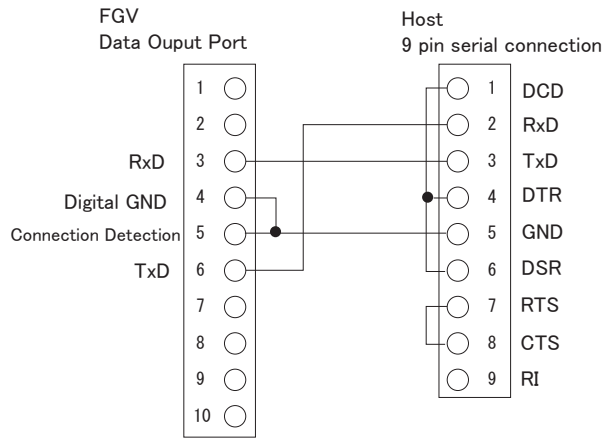 FGV
Data Ouput Port
Host
9 pin serial connection
1
2
RxD 3
Digital GND 4
Connection Detection 5
TxD 6
7
8
9
10
1 DCD
2 RxD
3 TxD
4 DTR
5 GND
6 DSR
7 RTS
8 CTS
9 RI